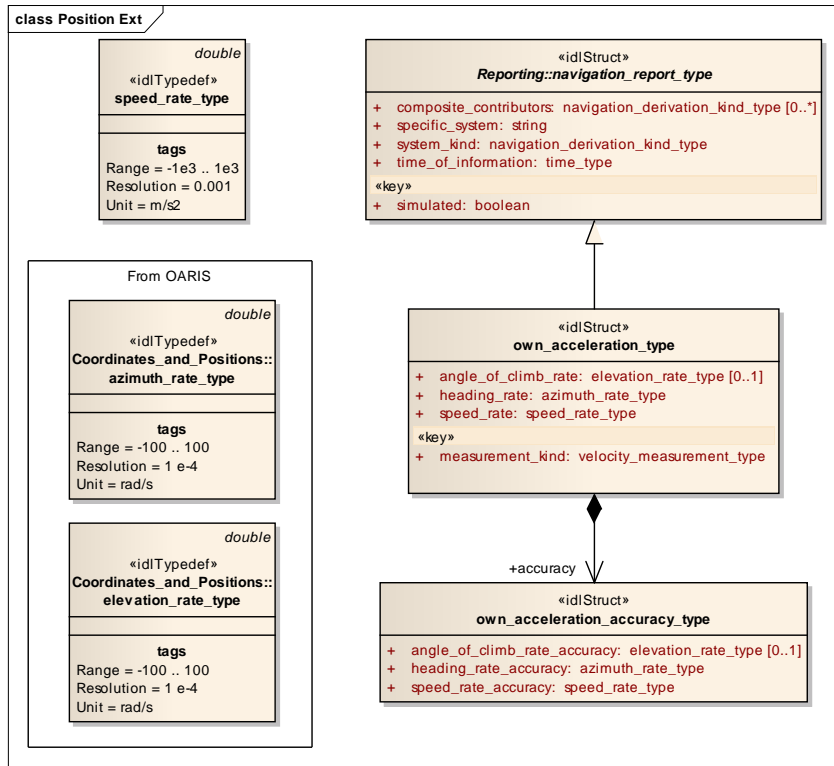 class Position Ext
double
«idlTypedef»
speed_rate_type
tags
Range = -1e3 .. 1e3
Resolution = 0.001
Unit = m/s2
«idlStruct»
Reporting::navigation_report_type
+ composite_contributors: navigation_derivation_kind_type [0..*]
+ specific_system: string
+ system_kind: navigation_derivation_kind_type
+ time_of_information: time_type
«key»
+ simulated: boolean
From OARIS
double
«idlTypedef»
Coordinates_and_Positions::
azimuth_rate_type
tags
Range = -100 .. 100
Resolution = 1 e-4
Unit = rad/s
double
«idlTypedef»
Coordinates_and_Positions::
elevation_rate_type
tags
Range = -100 .. 100
Resolution = 1 e-4
Unit = rad/s
«idlStruct»
own_acceleration_type
+ angle_of_climb_rate: elevation_rate_type [0..1]
+ heading_rate: azimuth_rate_type
+ speed_rate: speed_rate_type
«key»
+ measurement_kind: velocity_measurement_type
+accuracy
«idlStruct»
own_acceleration_accuracy_type
+ angle_of_climb_rate_accuracy: elevation_rate_type [0..1]
+ heading_rate_accuracy: azimuth_rate_type
+ speed_rate_accuracy: speed_rate_type